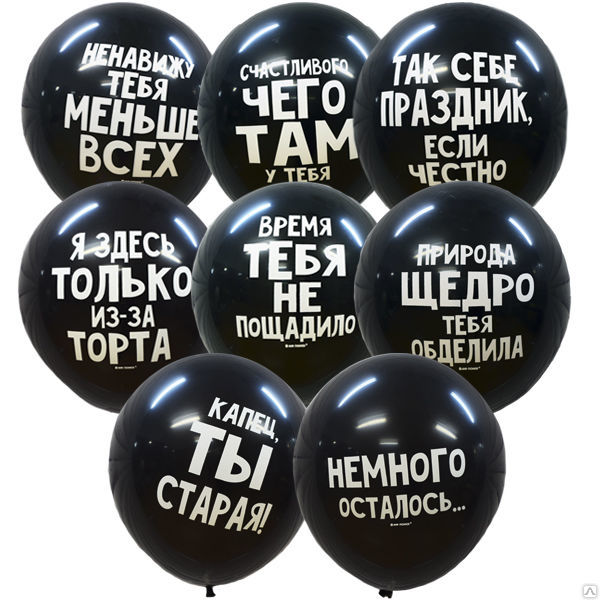 НЕНАВИЖУ
ТЕБЯ
МЕНЬШЕ
ВСЕХ
СЧАСТЛИВОГО
ЧЕГО
ТАМ
У ТЕБЯ
ТАК СЕБЕ
ПРАЗДНИК,
ЕСЛИ
ЧЕСТНО
Я ЗДЕСЬ
ТОЛЬКО
ИЗ-ЗА
ТОРТА
ВРЕМЯ
ТЕБЯ
НЕ
ПОЩАДИЛО
ПРИРОДА
ЩЕДРО
ТЕБЯ
ОБДЕЛИЛА
КАПЕЦ,
ТЫ
СТАРАЯ!
НЕМНОГО
ОСТАЛОСЬ...